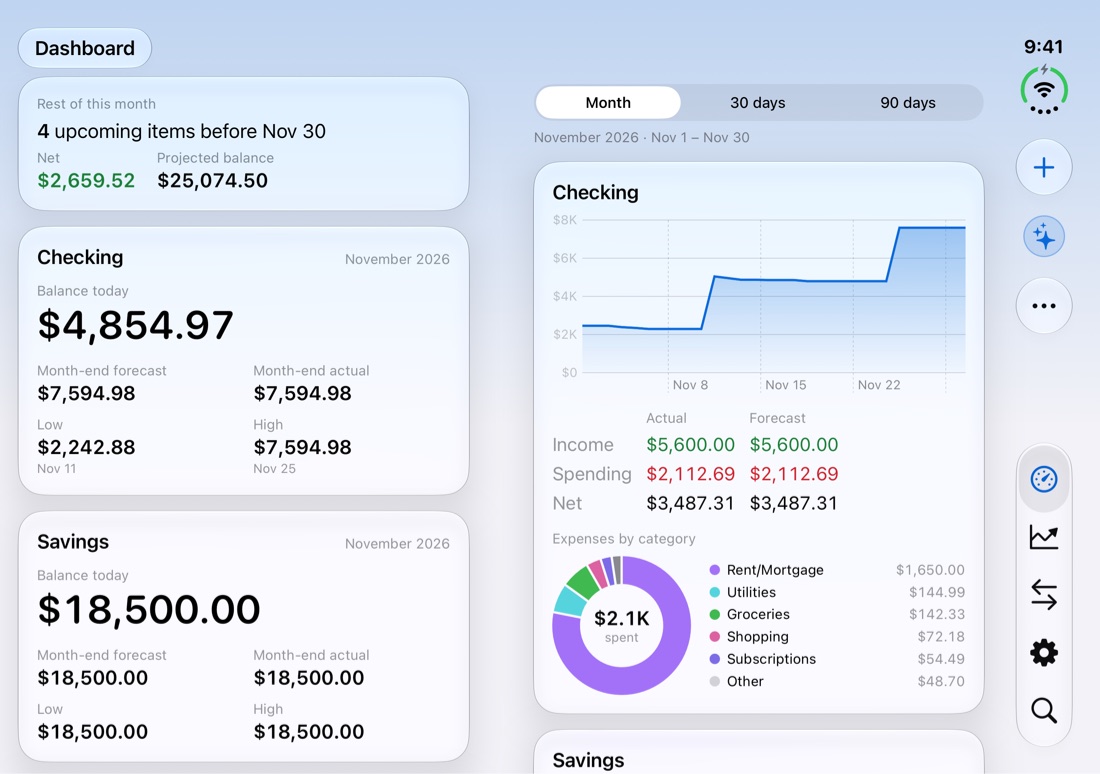 Dashboard
Rest of this month
4 upcoming items before Nov 30
Net Projected balance
$2,659.52 $25,074.50
Checking November 2026
Balance today
$4,854.97
Month-end forecast Month-end actual
$7,594.98 $7,594.98
Low High
$2,242.88 $7,594.98
Nov 11 Nov 25
Savings November 2026
Balance today
$18,500.00
Month-end forecast Month-end actual
$18,500.00 $18,500.00
Low High
$18,500.00 $18,500.00
Month 30 days 90 days
November 2026 · Nov 1 – Nov 30
Checking
$8K
$6K
$4K
$2K
$0
Nov 8 Nov 15 Nov 22
Actual Forecast
Income $5,600.00 $5,600.00
Spending $2,112.69 $2,112.69
Net $3,487.31 $3,487.31
Expenses by category
$2.1K
spent
Rent/Mortgage $1,650.00
Utilities $144.99
Groceries $142.33
Shopping $72.18
Subscriptions $54.49
Other $48.70
Savings
9:41